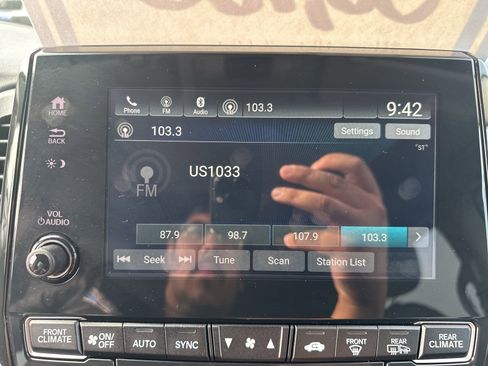 HOME
BACK
VOL
AUDIO
Phone FM Audio 103.3 9:42
103.3 Settings Sound
"ST"
FM
US1033
87.9 98.7 107.9 103.3
Seek Tune Scan Station List
FRONT CLIMATE ON/OFF AUTO SYNC FRONT REAR REAR CLIMATE